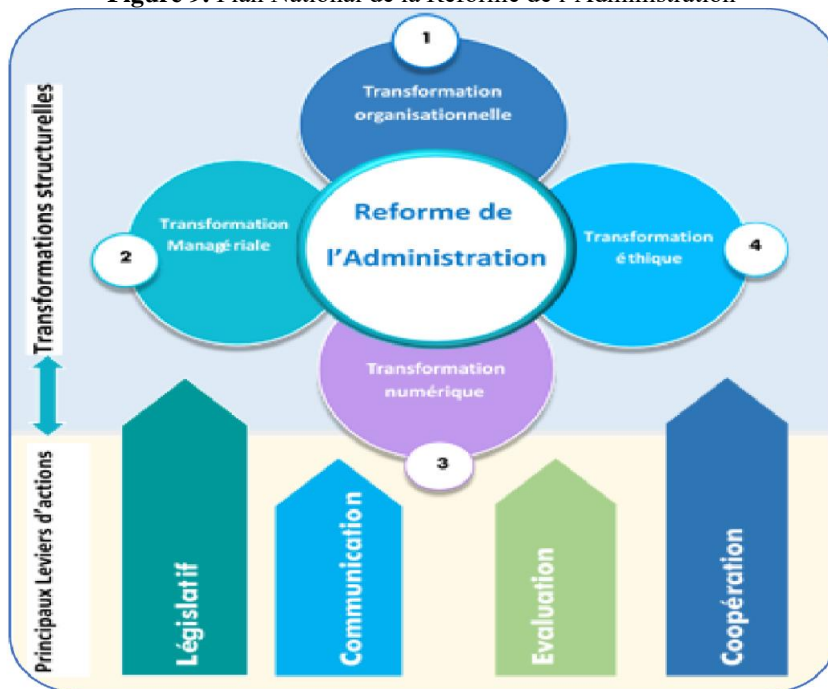 Figure 9. Plan National de la Réforme de l'Administration
1
Transformation
organisationnelle
Transformations structurelles
Reforme de
l'Administration
Transformation
Managériale
2
Transformation
éthique
4
Transformation
numérique
3
Principaux Leviers d'actions
Législatif
Communication
Evaluation
Coopération